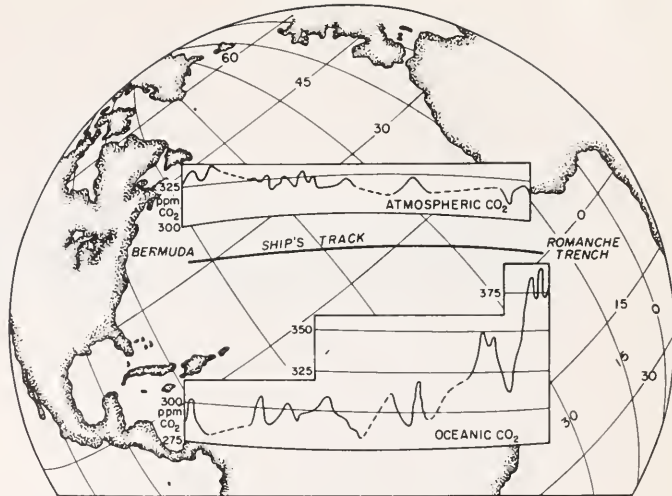 60
45
30
325
ppm
CO2
300
ATMOSPHERIC CO2
0
BERMUDA
SHIP'S TRACK
ROMANCHE
TRENCH
375
15
0
350
325
15
300
ppm
CO2
275
30
30
OCEANIC CO2